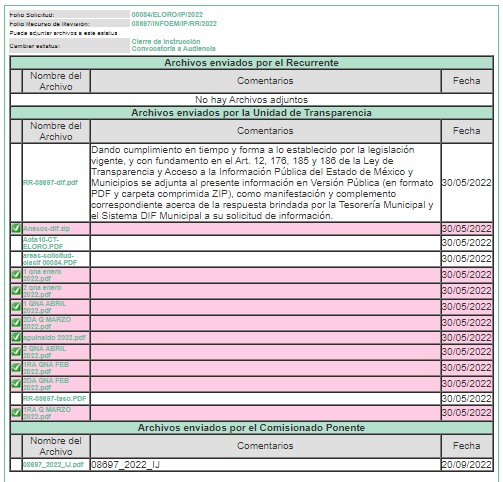 Folio Solicitud: 00084/ELORO/IP/2022
Folio Recurso de Revisión: 08697/INFOEM/IP/RR/2022
Puede adjuntar archivos a este estatus
Cambiar estatus: Cierre de Instrucción
Convocatoria a Audiencia
Archivos enviados por el Recurrente
Nombre del Archivo Comentarios Fecha
No hay Archivos adjuntos
Archivos enviados por la Unidad de Transparencia
Nombre del Archivo Comentarios Fecha
Dando cumplimiento en tiempo y forma a lo establecido por la legislación
vigente, y con fundamento en el Art. 12, 176, 185 y 186 de la Ley de
Transparencia y Acceso a la Información Pública del Estado de México y
RR-08697-dif.pdf Municipios se adjunta al presente información en Versión Pública (en formato 30/05/2022
PDF y carpeta comprimida ZIP), como manifestación y complemento
correspondiente acerca de la respuesta brindada por la Tesorería Municipal y
el Sistema DIF Municipal a su solicitud de información.
Anexos-dif.zip 30/05/2022
Acta10-CT-ELORO.PDF 30/05/2022
areas-solicitud-clasif 00084.PDF 30/05/2022
1 qna enero 2022.pdf 30/05/2022
2 qna enero 2022.pdf 30/05/2022
1 QNA ABRIL 2022.pdf 30/05/2022
2DA Q MARZO 2022.pdf 30/05/2022
aguinaldo 2022.pdf 30/05/2022
2 QNA ABRIL 2022.pdf 30/05/2022
1RA QNA FEB 2022.pdf 30/05/2022
2DA QNA FEB 2022.pdf 30/05/2022
RR-08697-teso.PDF 30/05/2022
1RA Q MARZO 2022.pdf 30/05/2022
Archivos enviados por el Comisionado Ponente
Nombre del Archivo Comentarios Fecha
08697_2022_IJ.pdf 08697_2022_IJ 20/09/2022